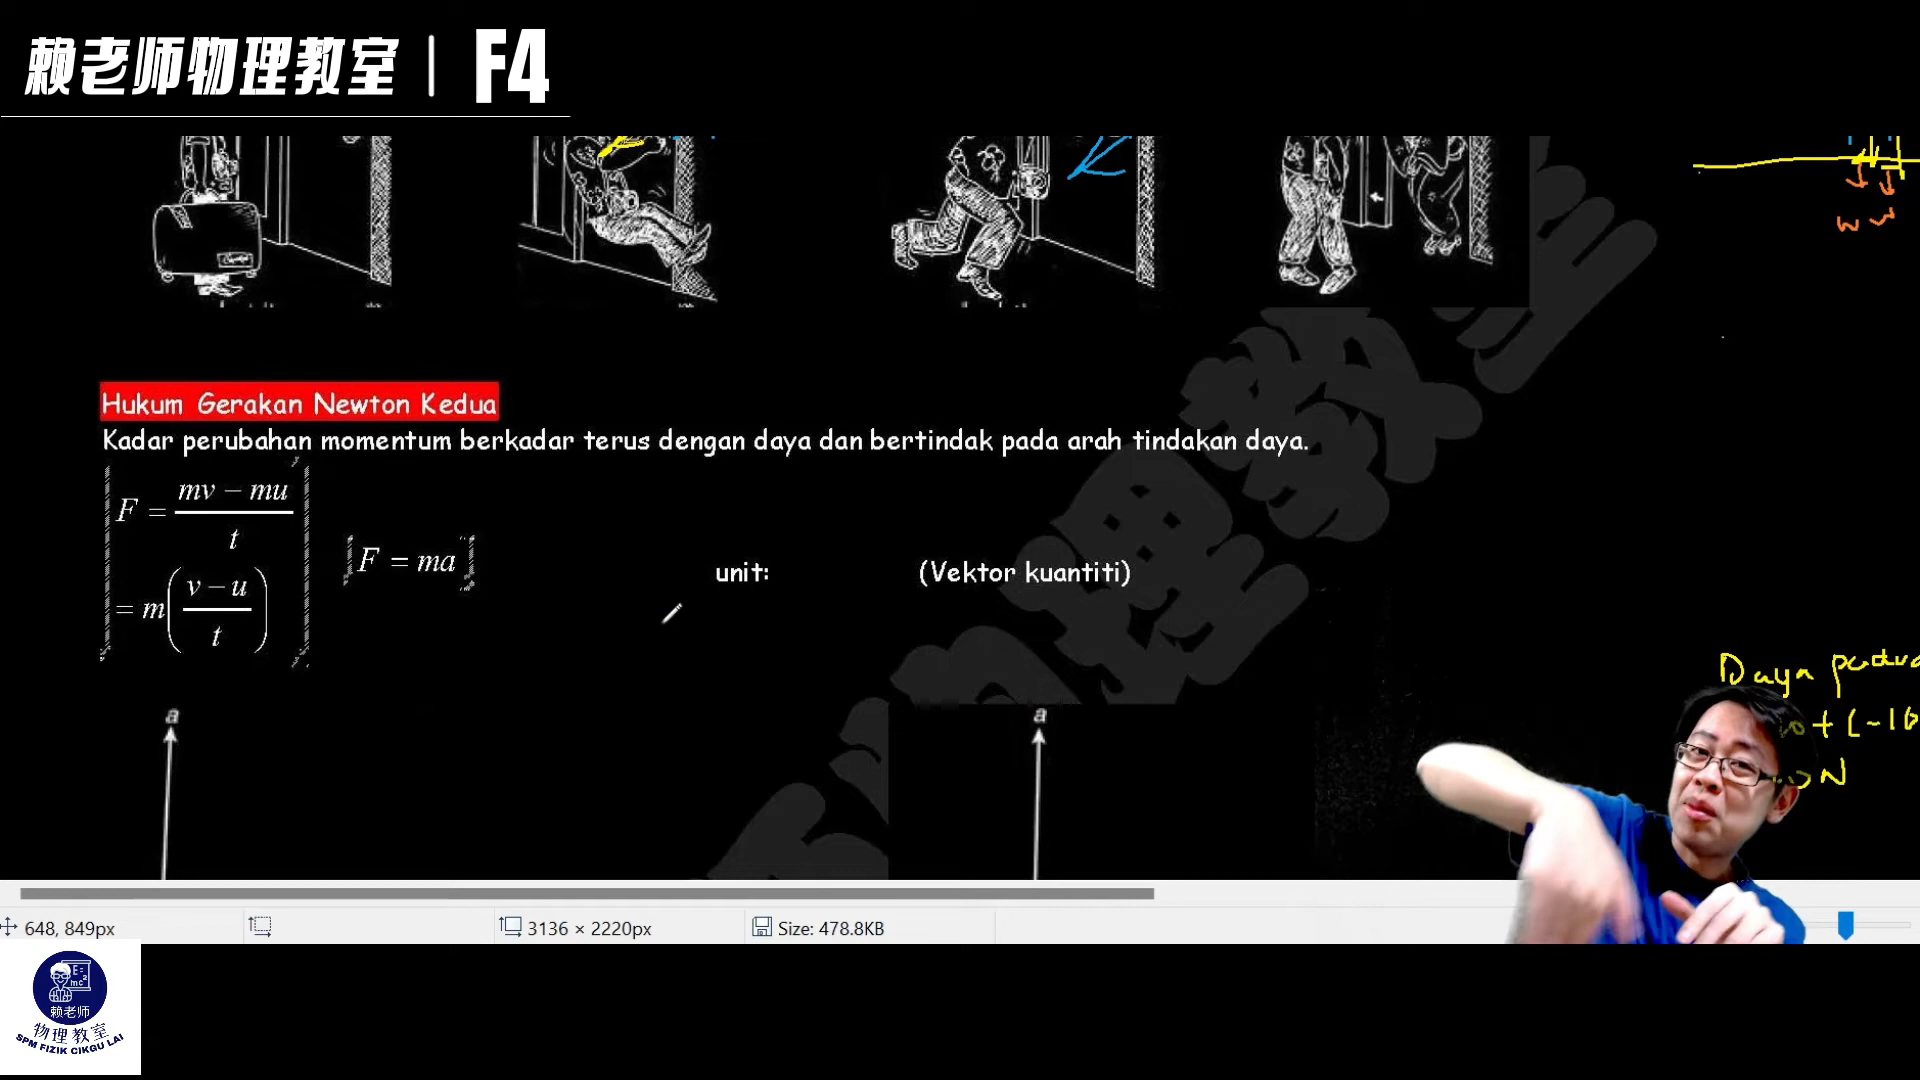 赖老师物理教室 | F4
Hukum Gerakan Newton Kedua
Kadar perubahan momentum berkadar terus dengan daya dan bertindak pada arah tindakan daya.
F = (mv − mu) / t
= m((v − u) / t)
F = ma
unit: (Vektor kuantiti)
Daya
+ (-10
N
a
a
648, 849px
3136 × 2220px
Size: 478.8KB
E=
mc²
赖老师
物理教室
SPM FIZIK CIKGU LAI